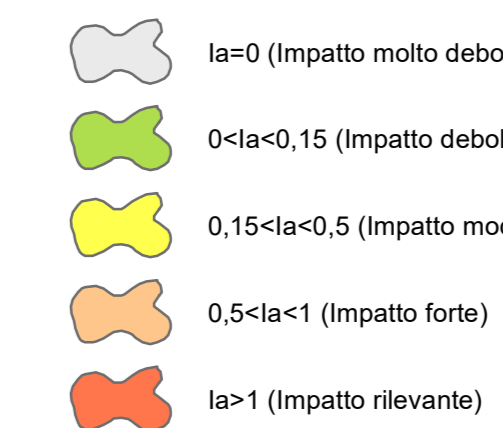 Ia=0 (Impatto molto debo
0<Ia<0,15 (Impatto debol
0,15<Ia<0,5 (Impatto mod
0,5<Ia<1 (Impatto forte)
Ia>1 (Impatto rilevante)